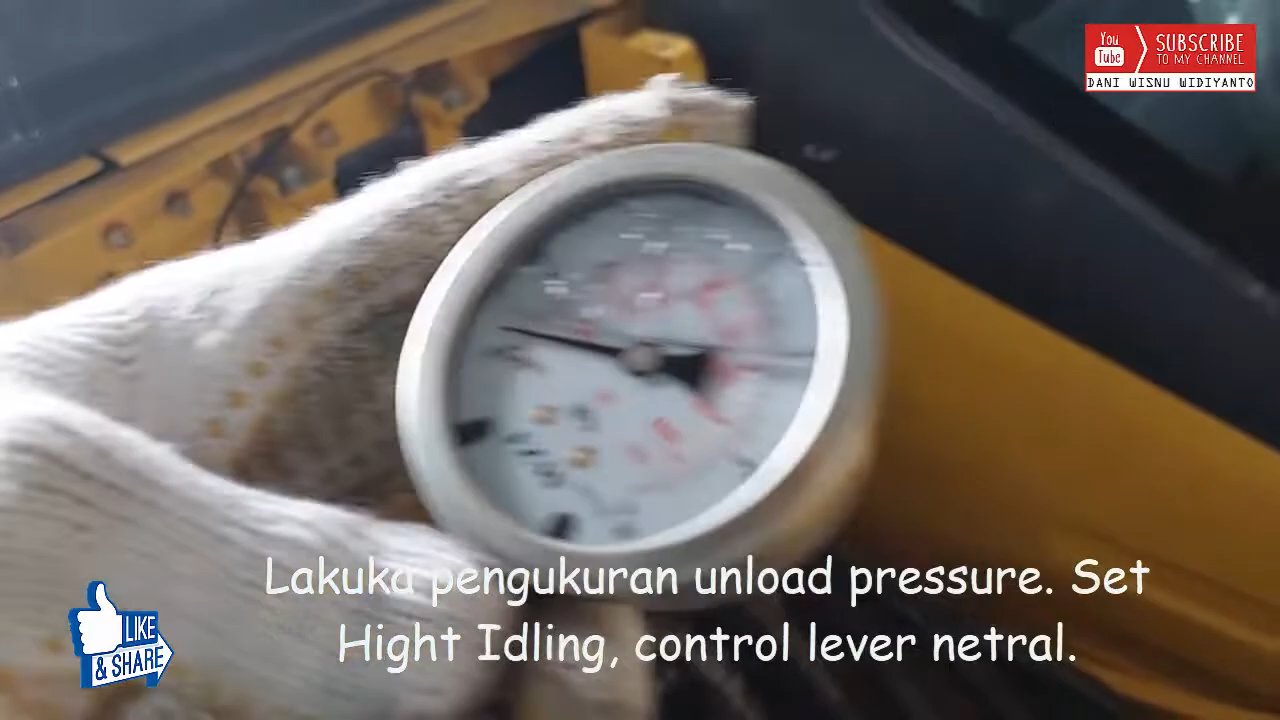 You
Tube
SUBSCRIBE
TO MY CHANNEL
DANI WISNU WIDIYANTO
Lakuka pengukuran unload pressure. Set
Hight Idling, control lever netral.
LIKE
& SHARE